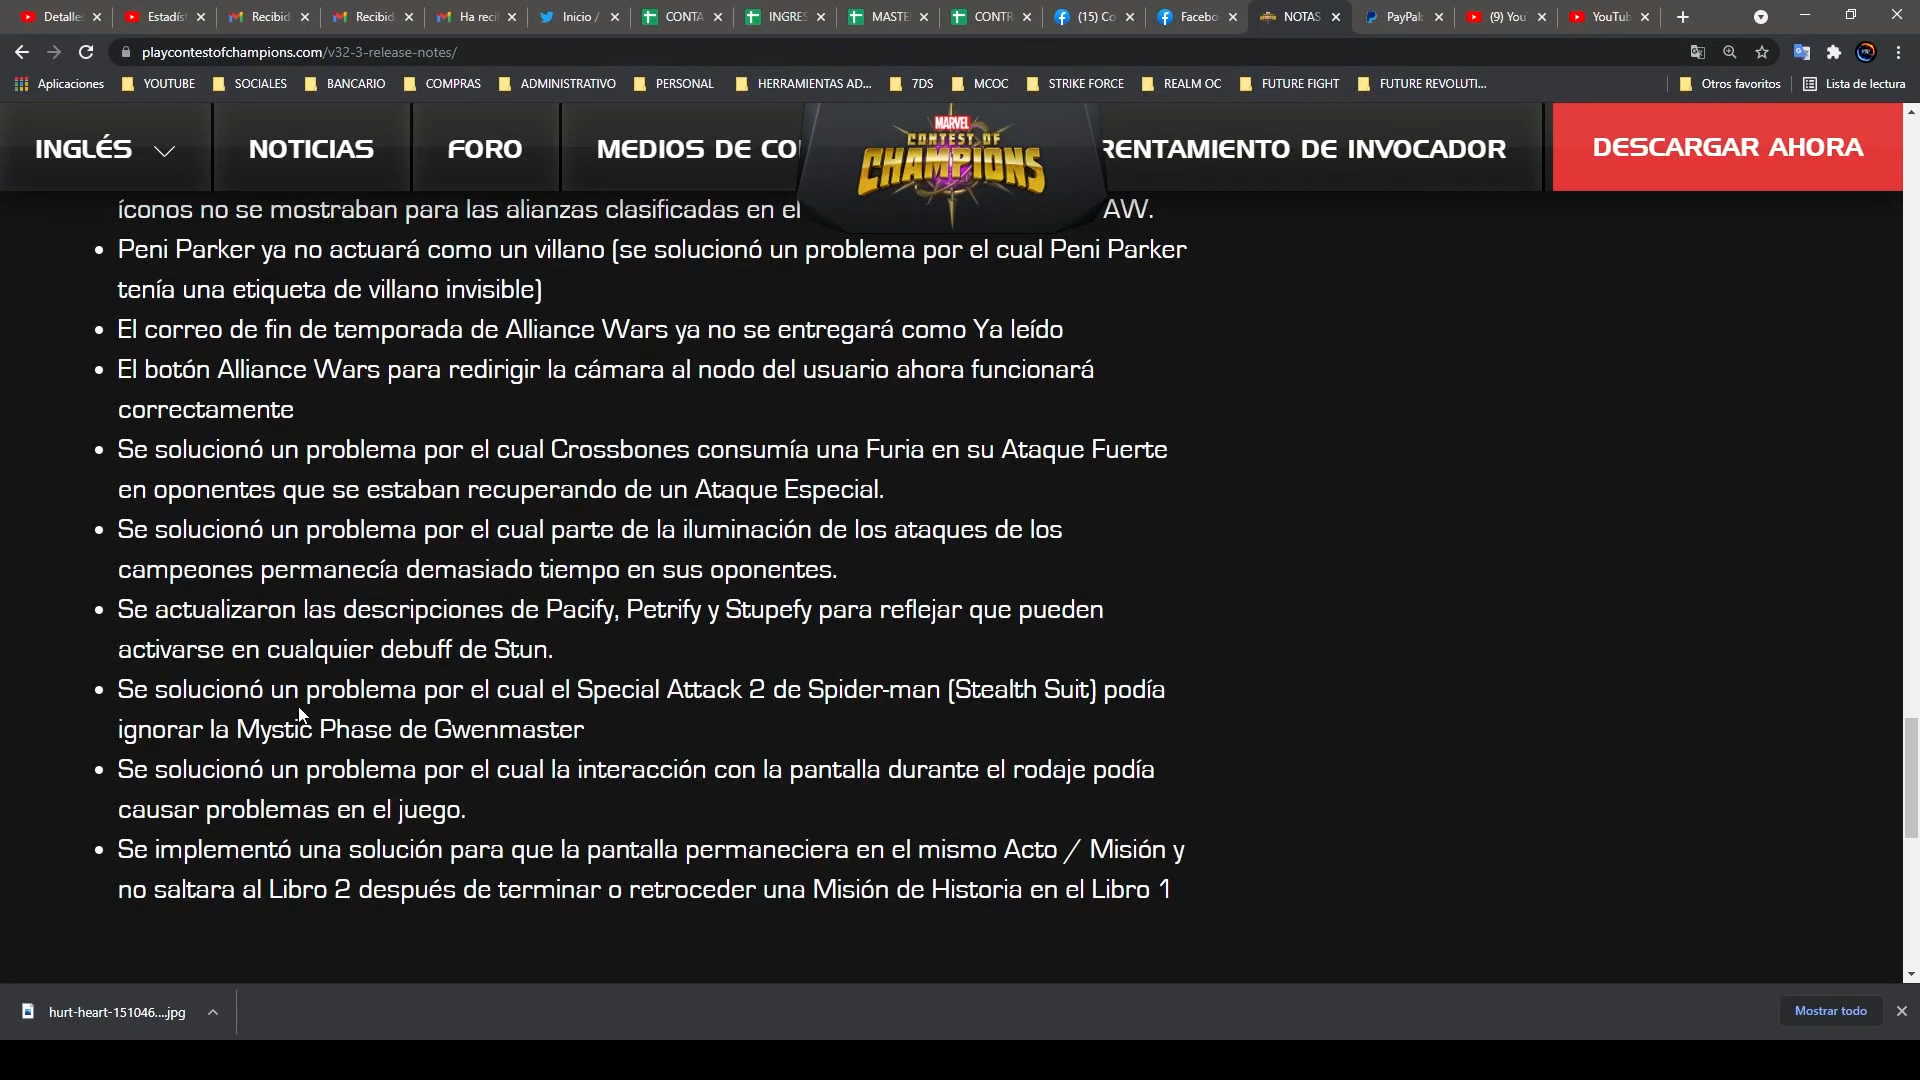 Detalle
Estadíst
Recibid
Recibid
Ha reci
Inicio /
CONTA
INGRES
MASTE
CONTR
(15) Co
Facebo
NOTAS
PayPal:
(9) You
YouTub
playcontestofchampions.com/v32-3-release-notes/
Aplicaciones
YOUTUBE
SOCIALES
BANCARIO
COMPRAS
ADMINISTRATIVO
PERSONAL
HERRAMIENTAS AD...
7DS
MCOC
STRIKE FORCE
REALM OC
FUTURE FIGHT
FUTURE REVOLUTI...
Otros favoritos
Lista de lectura
INGLÉS
NOTICIAS
FORO
MEDIOS DE CO
MARVEL
CONTEST OF
CHAMPIONS
RENTAMIENTO DE INVOCADOR
DESCARGAR AHORA
íconos no se mostraban para las alianzas clasificadas en el AW.
• Peni Parker ya no actuará como un villano (se solucionó un problema por el cual Peni Parker
tenía una etiqueta de villano invisible)
• El correo de fin de temporada de Alliance Wars ya no se entregará como Ya leído
• El botón Alliance Wars para redirigir la cámara al nodo del usuario ahora funcionará
correctamente
• Se solucionó un problema por el cual Crossbones consumía una Furia en su Ataque Fuerte
en oponentes que se estaban recuperando de un Ataque Especial.
• Se solucionó un problema por el cual parte de la iluminación de los ataques de los
campeones permanecía demasiado tiempo en sus oponentes.
• Se actualizaron las descripciones de Pacify, Petrify y Stupefy para reflejar que pueden
activarse en cualquier debuff de Stun.
• Se solucionó un problema por el cual el Special Attack 2 de Spider-man (Stealth Suit) podía
ignorar la Mystic Phase de Gwenmaster
• Se solucionó un problema por el cual la interacción con la pantalla durante el rodaje podía
causar problemas en el juego.
• Se implementó una solución para que la pantalla permaneciera en el mismo Acto / Misión y
no saltara al Libro 2 después de terminar o retroceder una Misión de Historia en el Libro 1
hurt-heart-151046....jpg
Mostrar todo